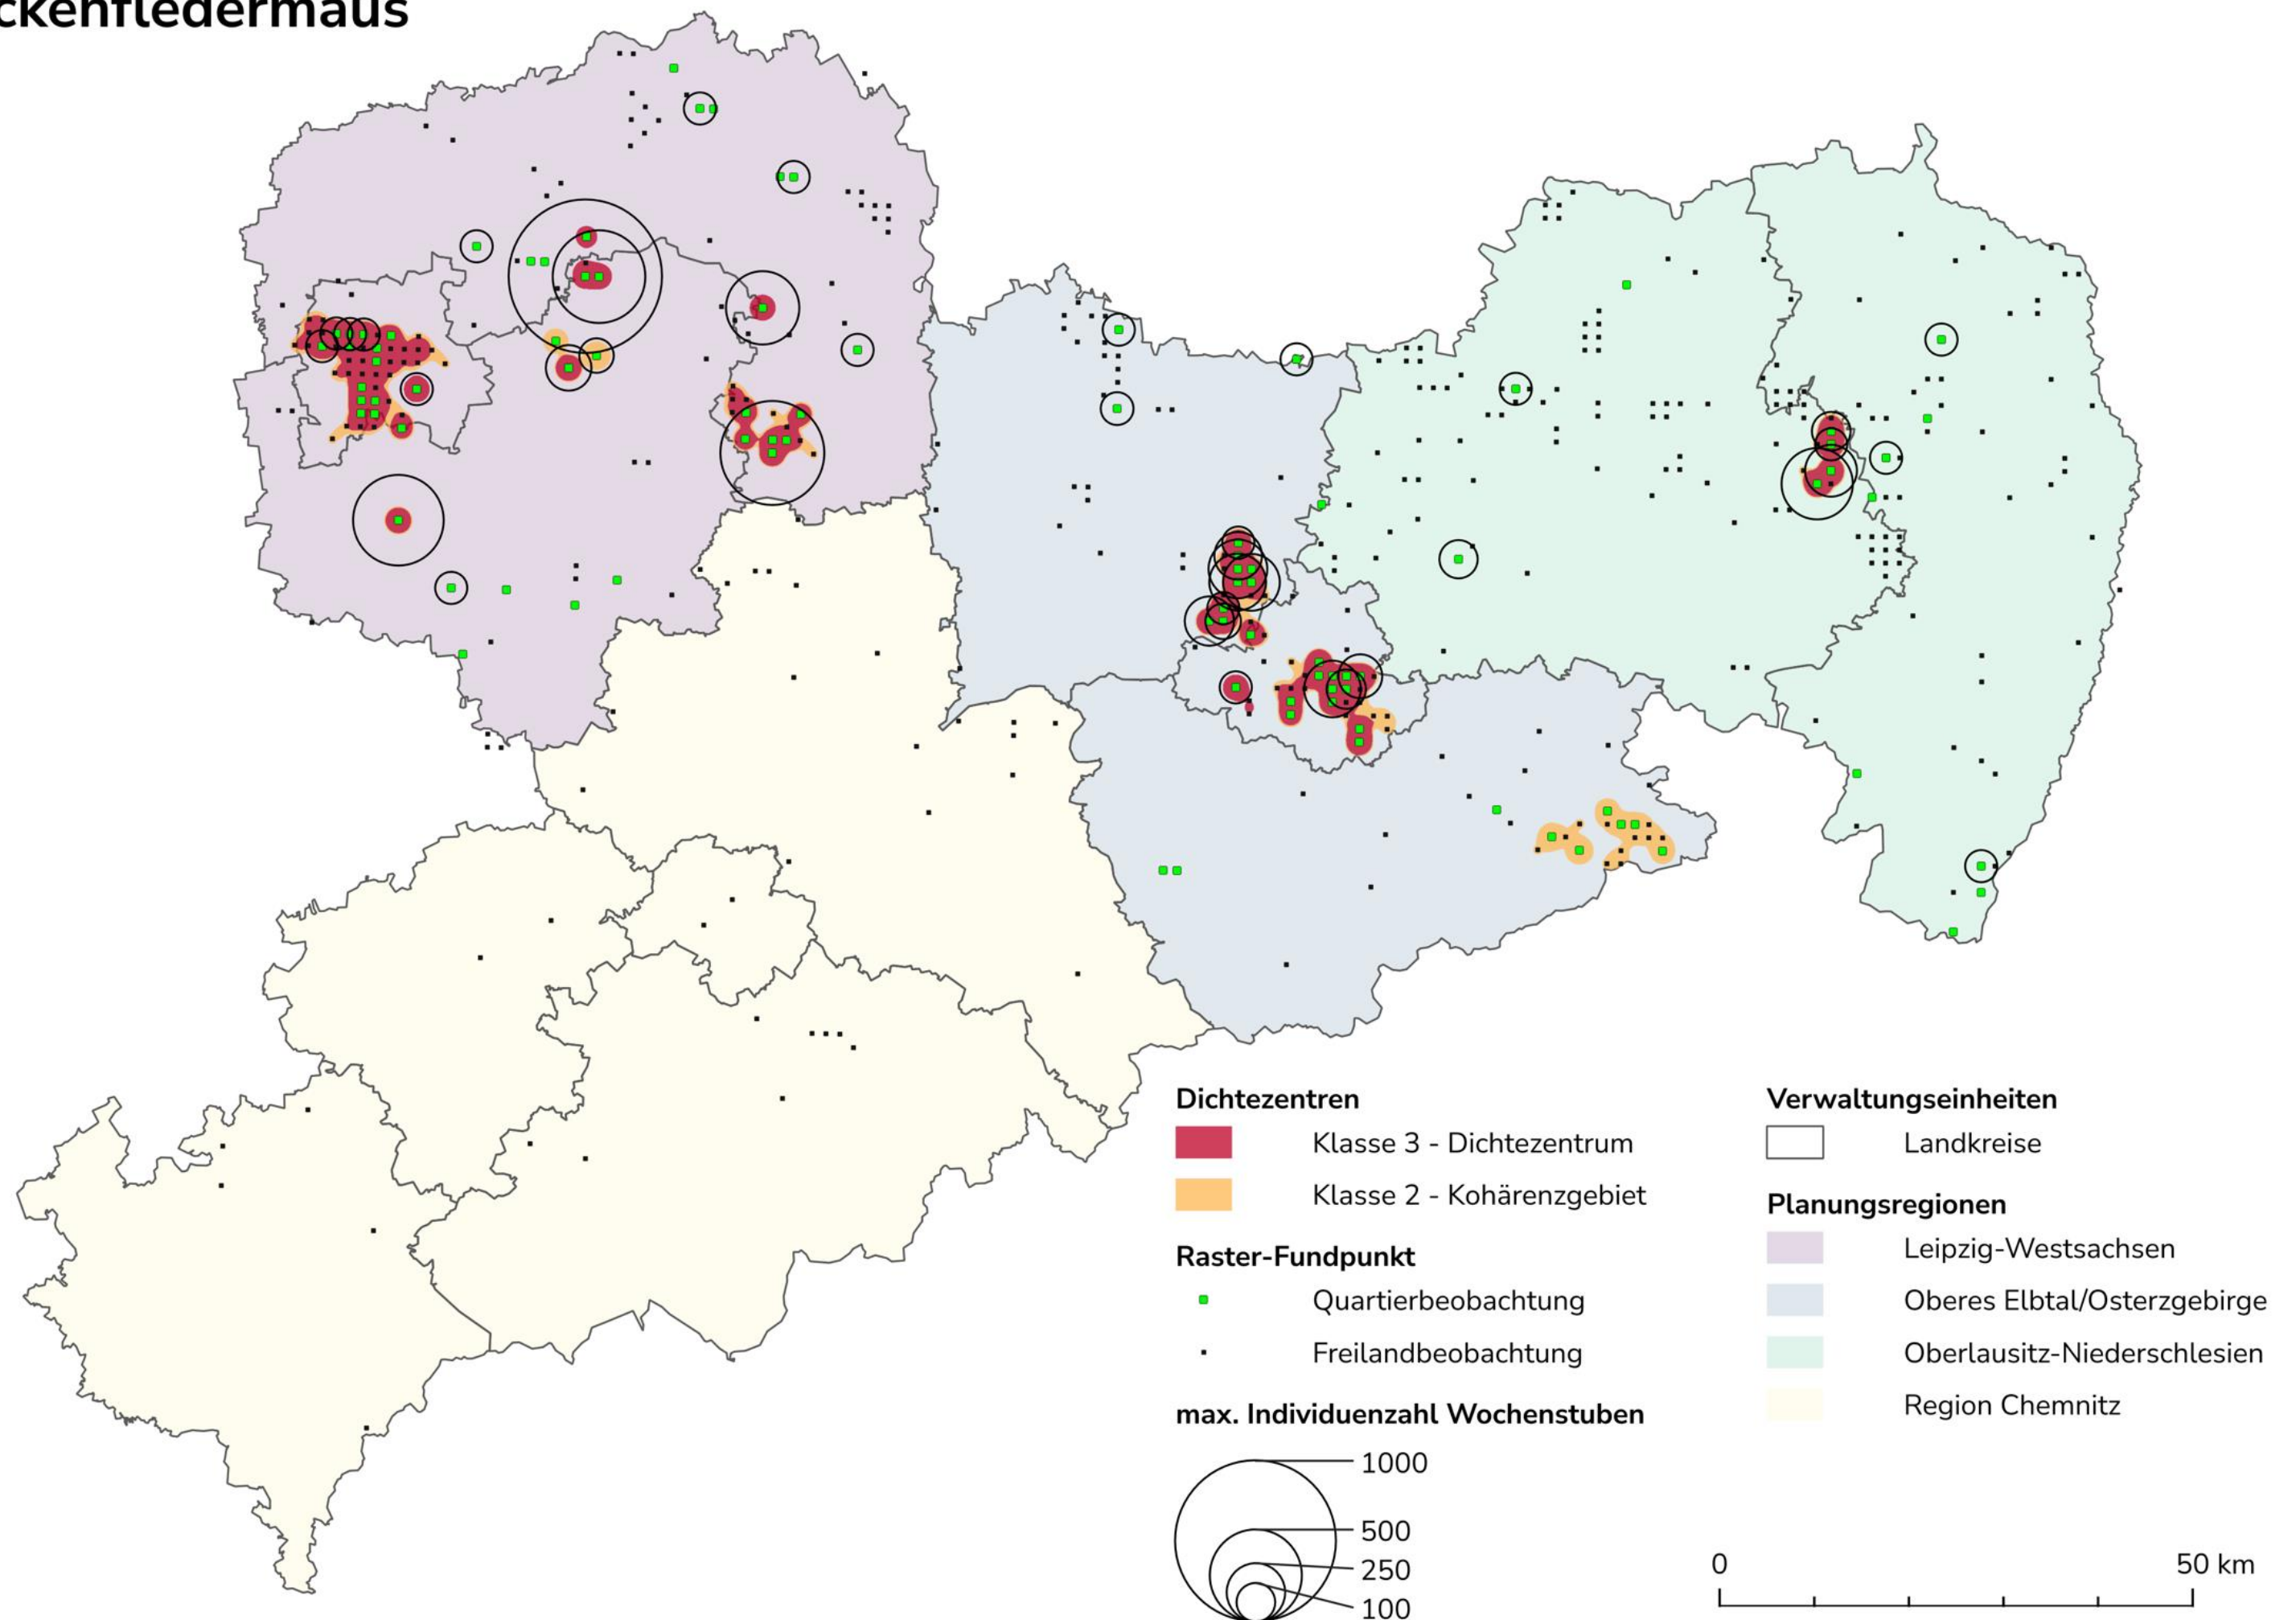 ckenfledermaus
Dichtezentren
Klasse 3 - Dichtezentrum
Klasse 2 - Kohärenzgebiet
Raster-Fundpunkt
Quartierbeobachtung
Freilandbeobachtung
max. Individuenzahl Wochenstuben
1000
500
250
100
Verwaltungseinheiten
Landkreise
Planungsregionen
Leipzig-Westsachsen
Oberes Elbtal/Osterzgebirge
Oberlausitz-Niederschlesien
Region Chemnitz
0 50 km